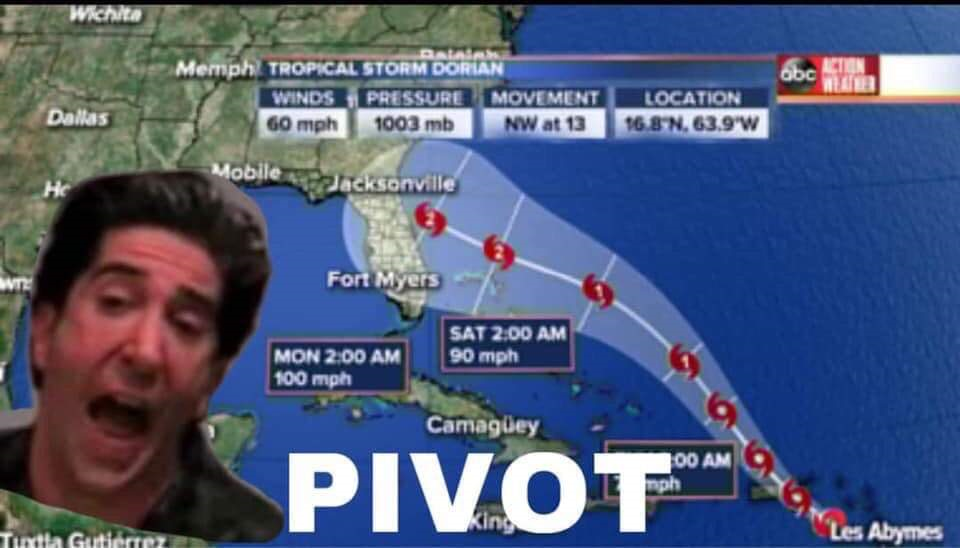 Wichita
Raleigh
Memph
TROPICAL STORM DORIAN
abc ACTION
WEATHER
WINDS PRESSURE MOVEMENT LOCATION
60 mph 1003 mb NW at 13 16.8°N, 63.9°W
Dallas
Mobile
Jacksonville
Ho
2
2
1
1
wns
Fort Myers
SAT 2:00 AM
90 mph
MON 2:00 AM
100 mph
Camagüey
:00 AM
mph
PIVOT
King
Les Abymes
Tuxtla Gutiérrez